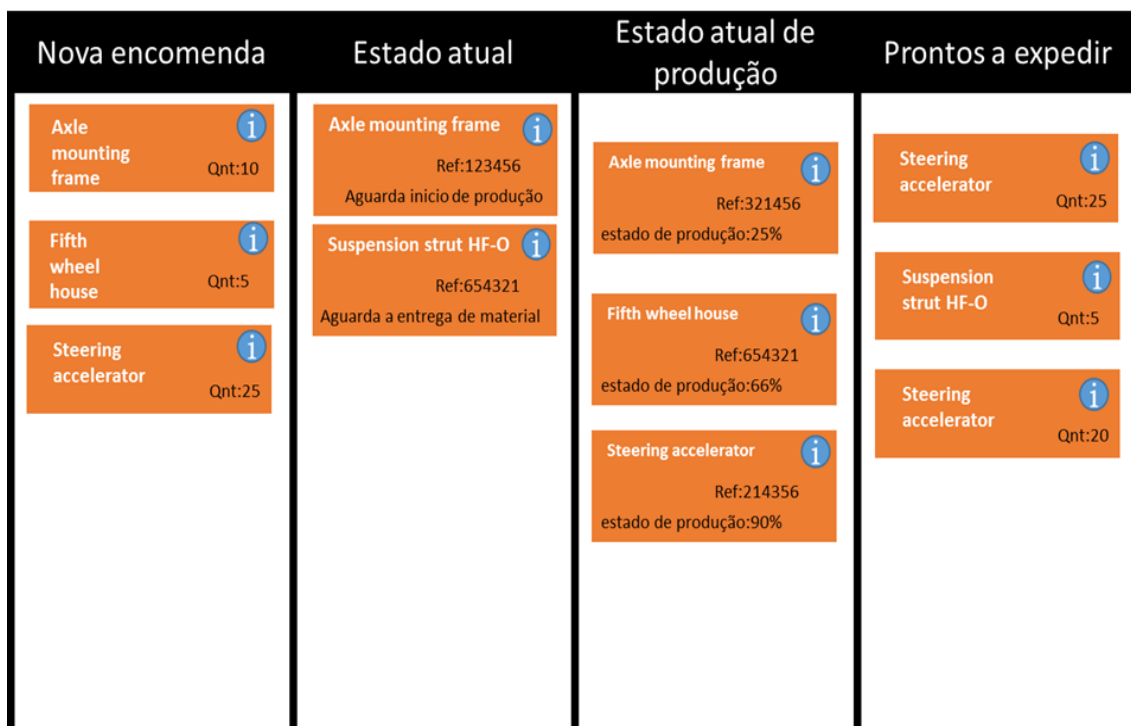 Nova encomenda
Axle
mounting
frame
i
Qnt:10
Fifth
wheel
house
i
Qnt:5
Steering
accelerator
i
Qnt:25
Estado atual
Axle mounting frame
i
Ref:123456
Aguarda inicio de produção
Suspension strut HF-O
i
Ref:654321
Aguarda a entrega de material
Estado atual de
produção
Axle mounting frame
i
Ref:321456
estado de produção:25%
Fifth wheel house
i
Ref:654321
estado de produção:66%
Steering accelerator
i
Ref:214356
estado de produção:90%
Prontos a expedir
Steering
accelerator
i
Qnt:25
Suspension
strut HF-O
i
Qnt:5
Steering
accelerator
i
Qnt:20